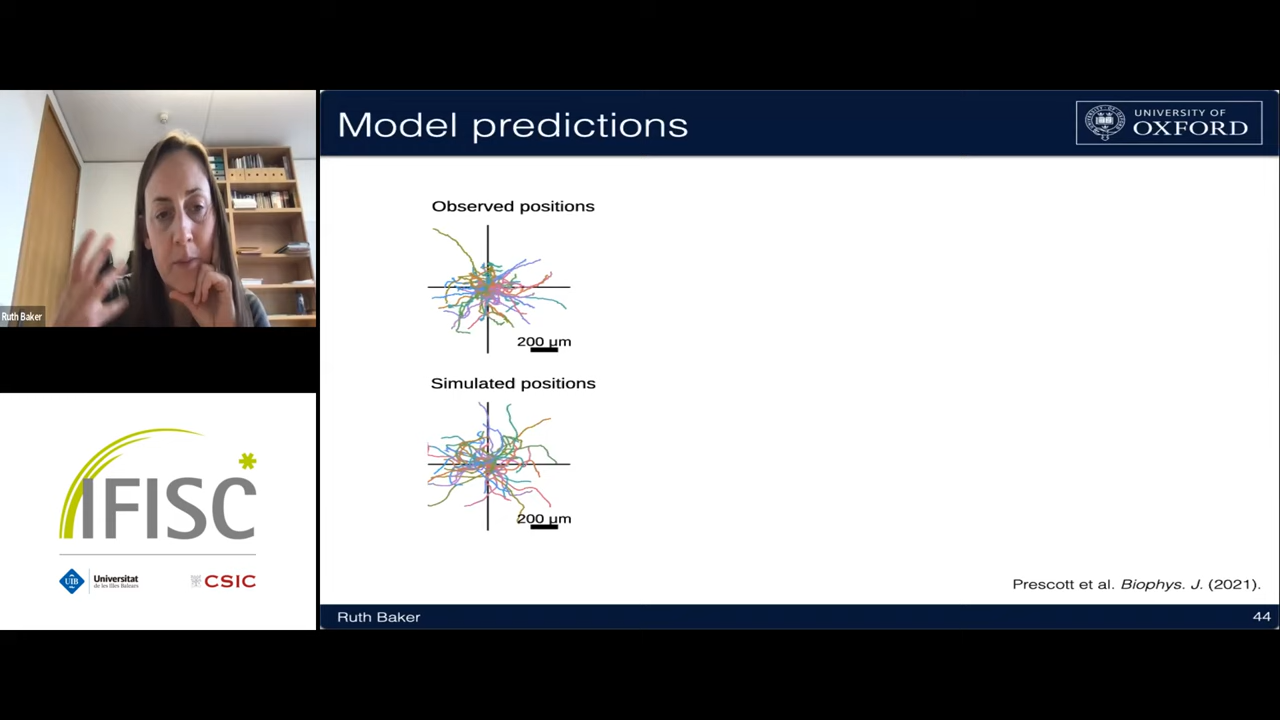 Model predictions
UNIVERSITY OF
OXFORD
Observed positions
200 μm
Simulated positions
200 μm
Prescott et al. Biophys. J. (2021).
Ruth Baker
44
Ruth Baker
IFISC
UIB
Universitat
de les Illes Balears
CSIC